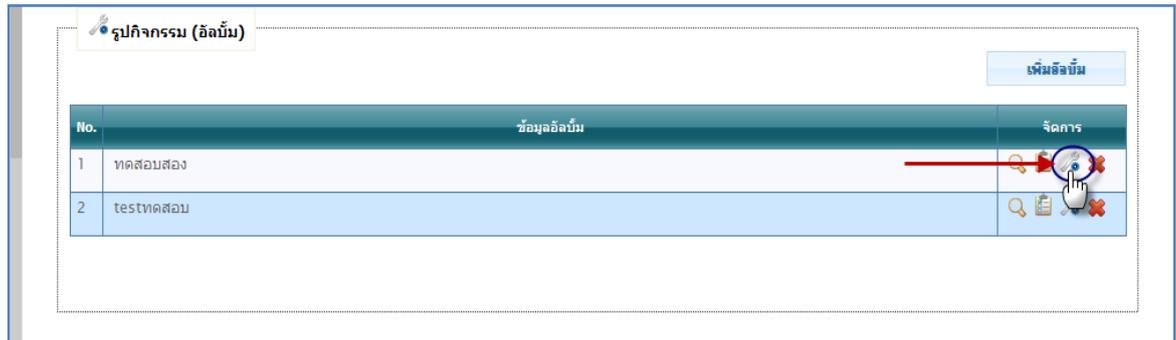 รูปกิจกรรม (อัลบั้ม)
เพิ่มอัลบั้ม
No. ข้อมูลอัลบั้ม จัดการ
1 ทดสอบสอง
2 testทดสอบ